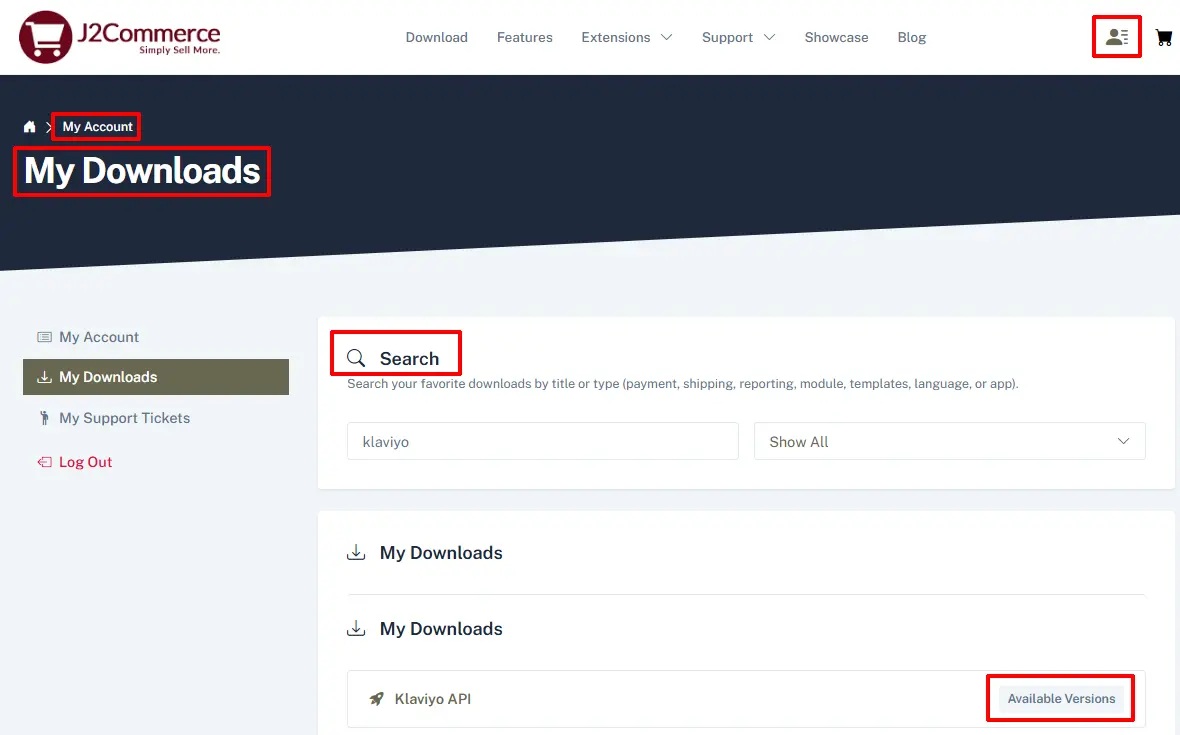 J2Commerce
Simply Sell More.
Download Features Extensions Support Showcase Blog
My Account
My Downloads
My Account
My Downloads
My Support Tickets
Log Out
Search
Search your favorite downloads by title or type (payment, shipping, reporting, module, templates, language, or app).
klaviyo Show All
My Downloads
My Downloads
Klaviyo API Available Versions